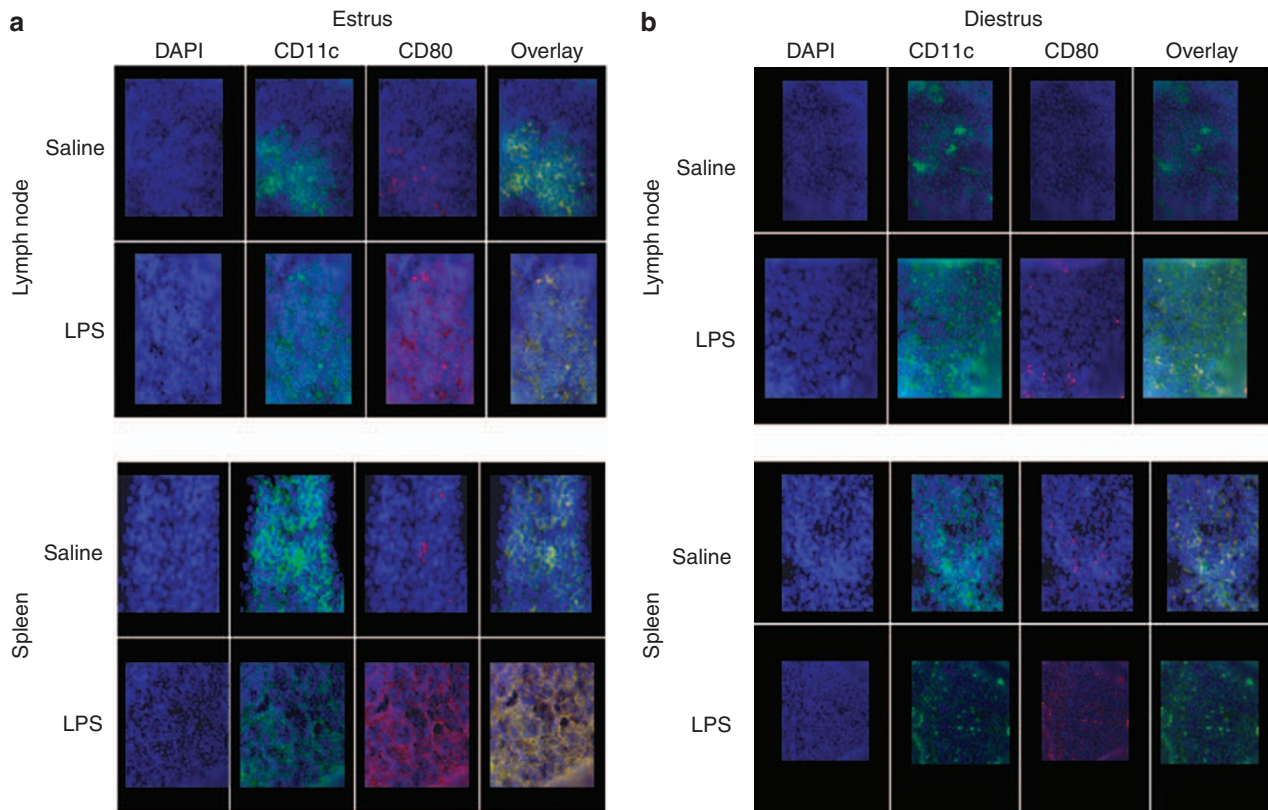 a
Estrus
DAPI CD11c CD80 Overlay
Lymph node
Saline
LPS
Spleen
Saline
LPS
b
Diestrus
DAPI CD11c CD80 Overlay
Lymph node
Saline
LPS
Spleen
Saline
LPS